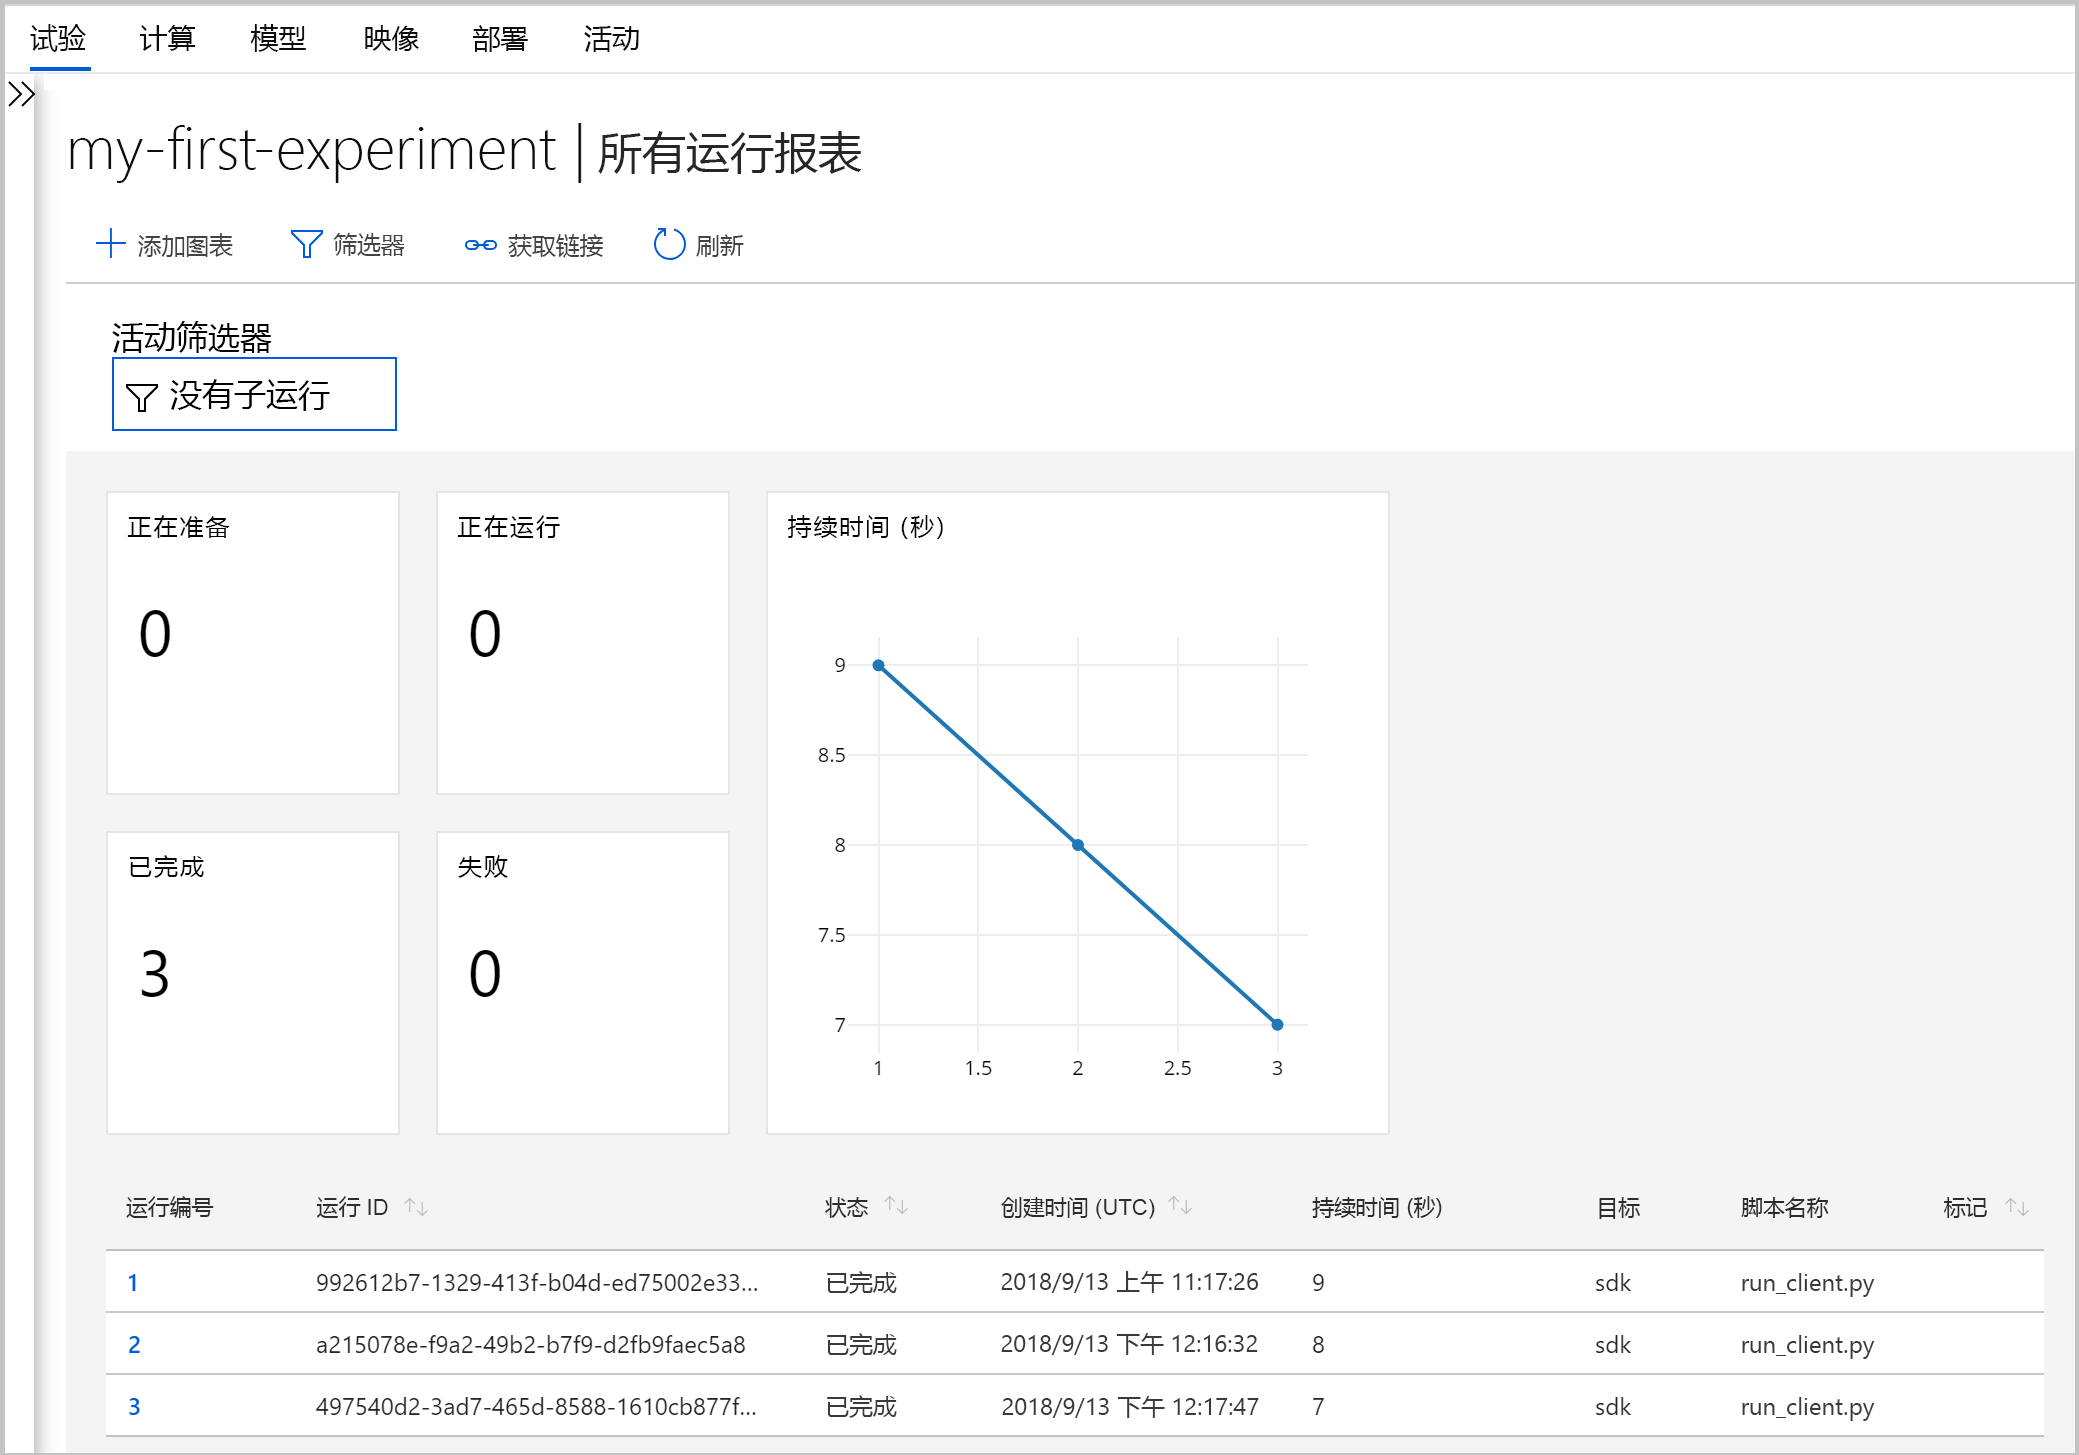 试验 计算 模型 映像 部署 活动
my-first-experiment | 所有运行报表
添加图表 筛选器 获取链接 刷新
活动筛选器
没有子运行
正在准备
0
正在运行
0
已完成
3
失败
0
持续时间 (秒)
9
8.5
8
7.5
7
1 1.5 2 2.5 3
运行编号 运行 ID 状态 创建时间 (UTC) 持续时间 (秒) 目标 脚本名称 标记
1 992612b7-1329-413f-b04d-ed75002e33... 已完成 2018/9/13 上午 11:17:26 9 sdk run_client.py
2 a215078e-f9a2-49b2-b7f9-d2fb9faec5a8 已完成 2018/9/13 下午 12:16:32 8 sdk run_client.py
3 497540d2-3ad7-465d-8588-1610cb877f... 已完成 2018/9/13 下午 12:17:47 7 sdk run_client.py